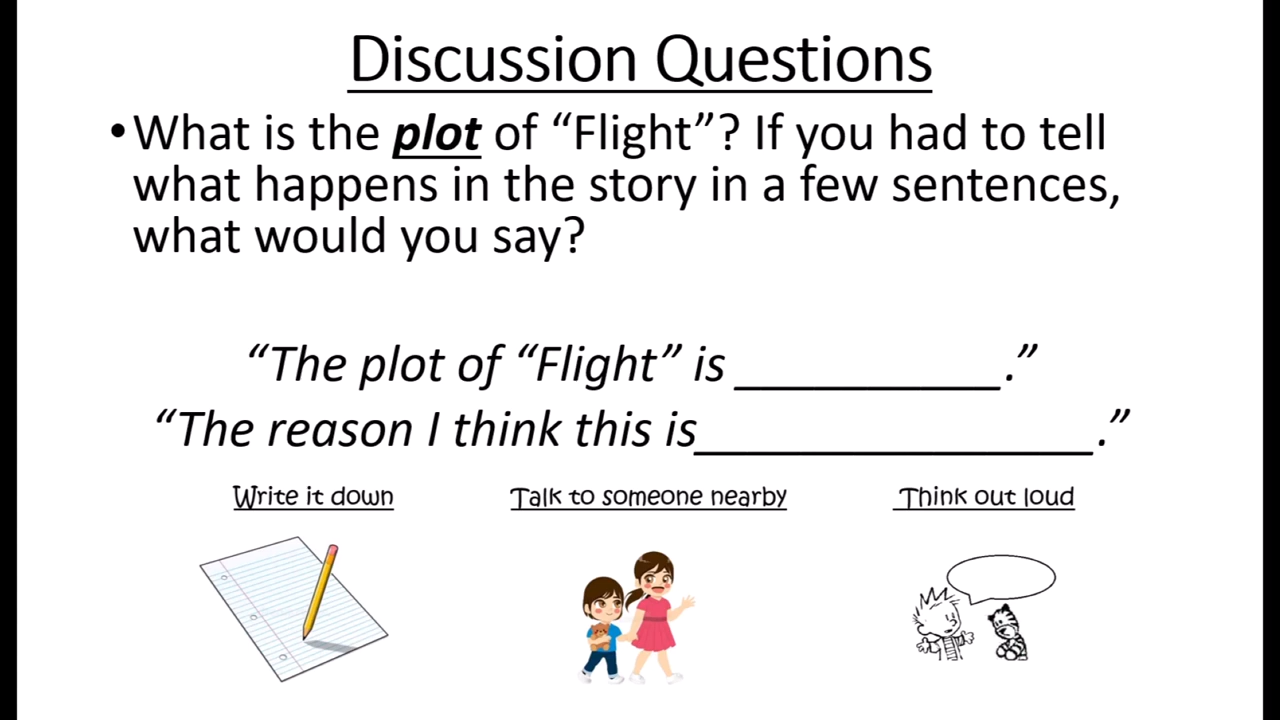 Discussion Questions
•What is the plot of “Flight”? If you had to tell
what happens in the story in a few sentences,
what would you say?
“The plot of “Flight” is __________.”
“The reason I think this is_______________.”
Write it down
Talk to someone nearby
Think out loud